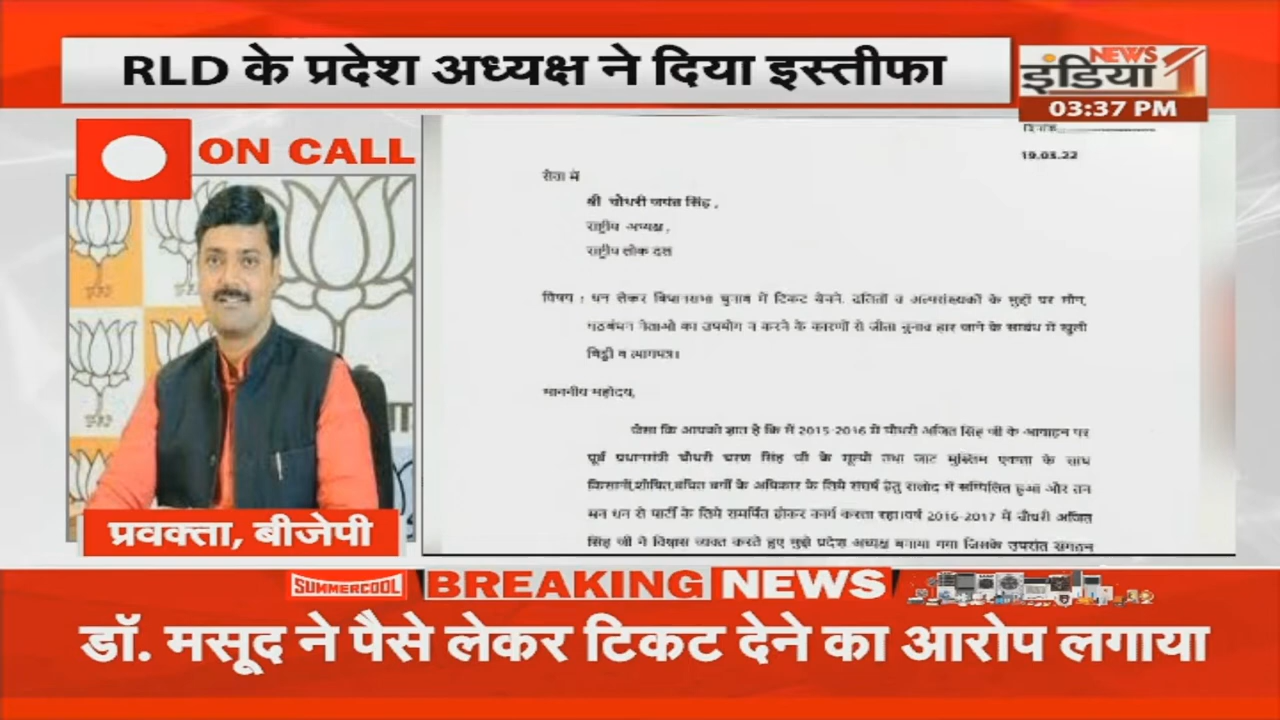 RLD के प्रदेश अध्यक्ष ने दिया इस्तीफा
NEWS 1
इंडिया
03:37 PM
ON CALL
दिनांक
19.03.22
सेवा में
श्री चौधरी जयंत सिंह,
राष्ट्रीय अध्यक्ष,
राष्ट्रीय लोक दल
विषय : धन लेकर विधानसभा चुनाव में टिकट बेचने, दलितों व अल्पसंख्यकों के मुद्दों पर मौन,
गठबंधन नेताओं का उपयोग न करने के कारणों से जीता चुनाव हार जाने के सम्बंध में खुली
चिट्ठी व त्यागपत्र।
माननीय महोदय,
जैसा कि आपको ज्ञात है कि मैं 2015-2016 में चौधरी अजित सिंह जी के आवाहन पर
पूर्व प्रधानमंत्री चौधरी चरण सिंह जी के मूल्यों तथा जाट मुस्लिम एकता के साथ
किसानों,शोषित,वंचित वर्गों के अधिकार के लिये संघर्ष हेतु रालोद में सम्मिलित हुआ और तन
मन धन से पार्टी के लिये समर्पित होकर कार्य करता रहा।वर्ष 2016-2017 में चौधरी अजित
सिंह जी ने विश्वास व्यक्त करते हुए मुझे प्रदेश अध्यक्ष बनाया गया जिसके उपरांत संगठन
प्रवक्ता, बीजेपी
SUMMERCOOL
BREAKING NEWS
डॉ. मसूद ने पैसे लेकर टिकट देने का आरोप लगाया